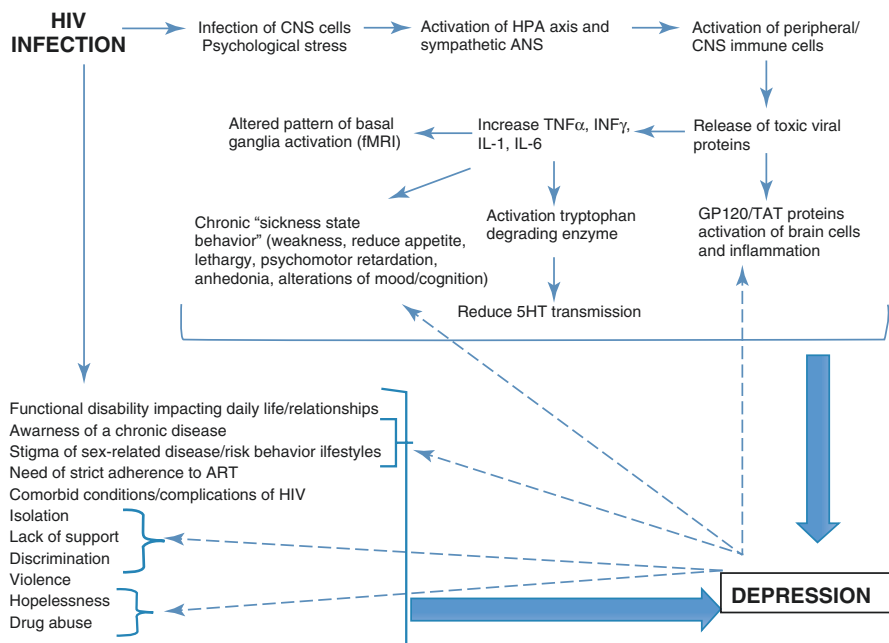 HIV
INFECTION
Infection of CNS cells
Psychological stress
Activation of HPA axis and
sympathetic ANS
Activation of peripheral/
CNS immune cells
Altered pattern of basal
ganglia activation (fMRI)
Increase TNFα, INFγ,
IL-1, IL-6
Release of toxic viral
proteins
Chronic “sickness state
behavior” (weakness, reduce appetite,
lethargy, psychomotor retardation,
anhedonia, alterations of mood/cognition)
Activation tryptophan
degrading enzyme
GP120/TAT proteins
activation of brain cells
and inflammation
Reduce 5HT transmission
Functional disability impacting daily life/relationships
Awarness of a chronic disease
Stigma of sex-related disease/risk behavior ilfestyles
Need of strict adherence to ART
Comorbid conditions/complications of HIV
Isolation
Lack of support
Discrimination
Violence
Hopelessness
Drug abuse
DEPRESSION